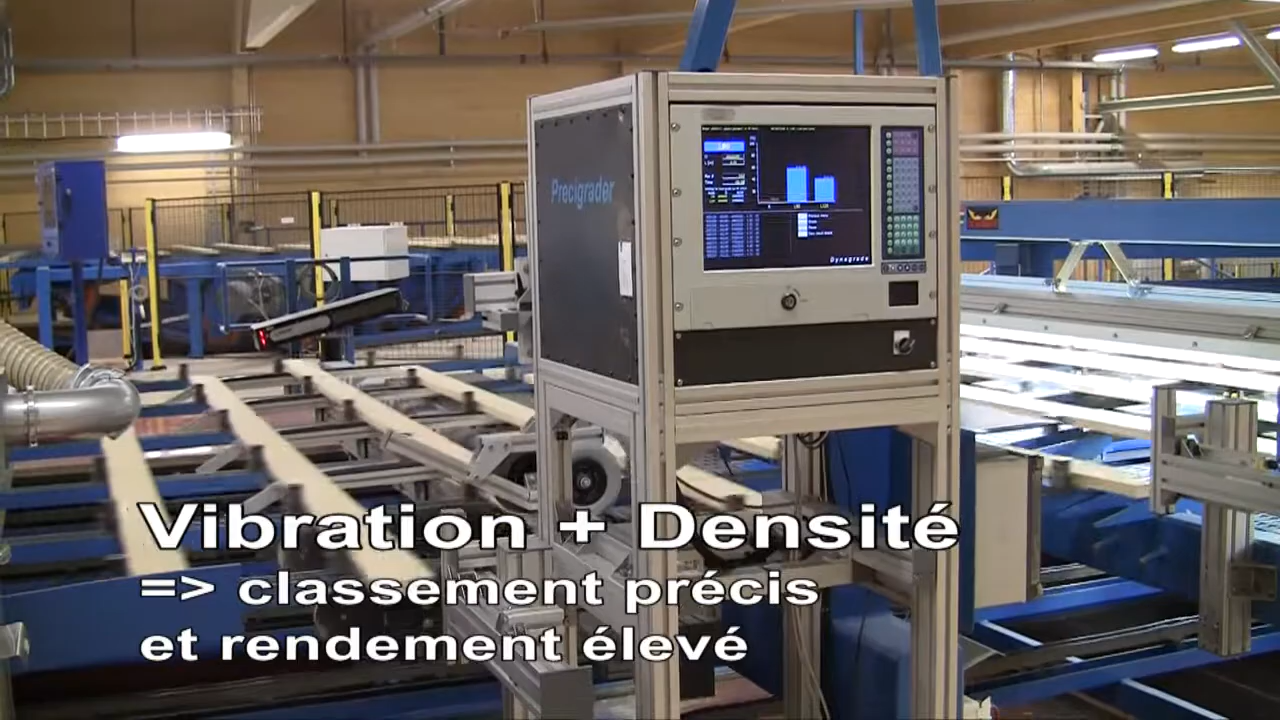 Precigrader
Dynagrade
Vibration + Densité
=> classement précis
et rendement élevé